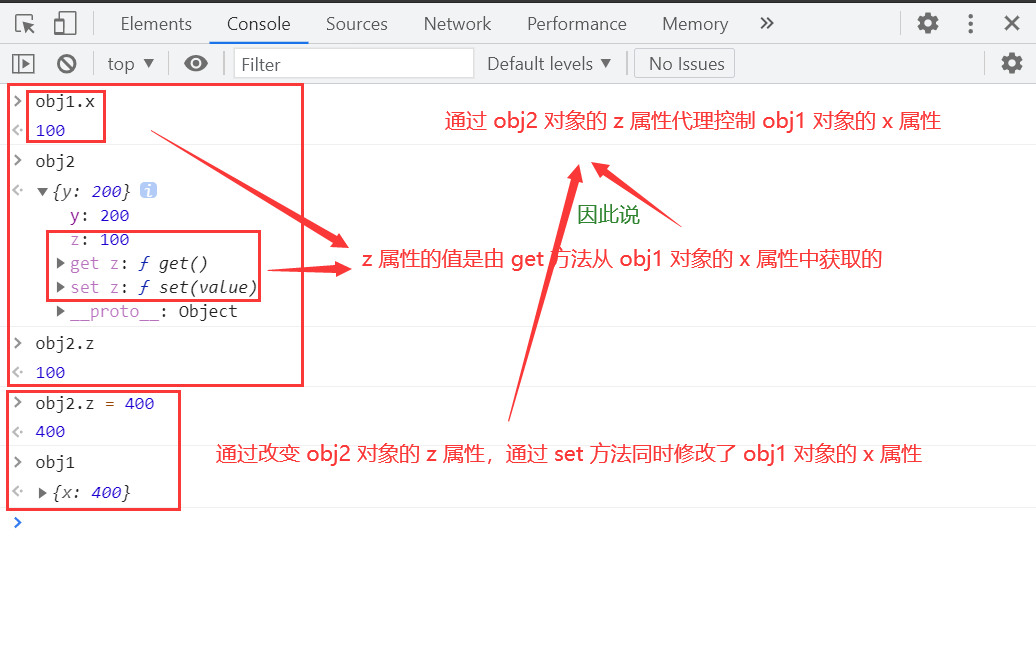 Elements Console Sources Network Performance Memory »
top ▼ Filter Default levels ▼ No Issues
> obj1.x
通过 obj2 对象的 z 属性代理控制 obj1 对象的 x 属性
100
> obj2
▼{y: 200} i
y: 200
因此说
z: 100
▶get z: ƒ get()
z 属性的值是由 get 方法从 obj1 对象的 x 属性中获取的
▶set z: ƒ set(value)
▶__proto__: Object
> obj2.z
100
> obj2.z = 400
400
通过改变 obj2 对象的 z 属性，通过 set 方法同时修改了 obj1 对象的 x 属性
> obj1
▶{x: 400}
>